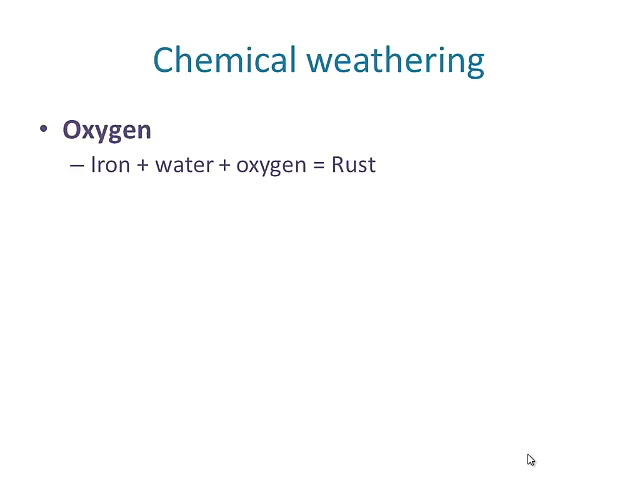 Chemical weathering
• Oxygen
– Iron + water + oxygen = Rust